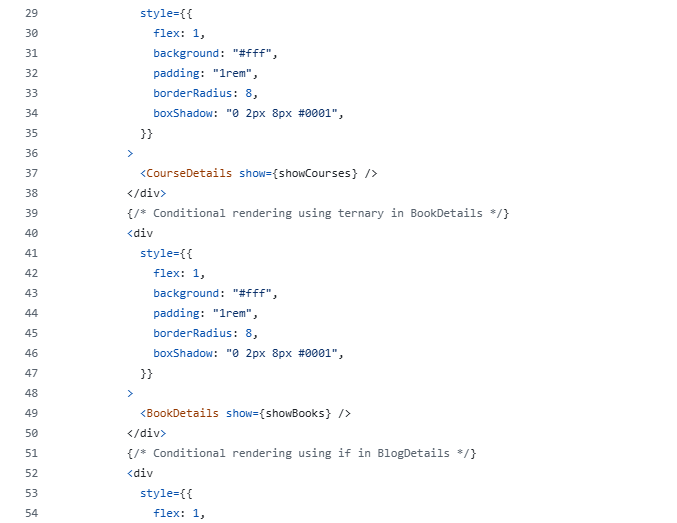 29 style={{
30 flex: 1,
31 background: "#fff",
32 padding: "1rem",
33 borderRadius: 8,
34 boxShadow: "0 2px 8px #0001",
35 }}
36 >
37 <CourseDetails show={showCourses} />
38 </div>
39 {/* Conditional rendering using ternary in BookDetails */}
40 <div
41 style={{
42 flex: 1,
43 background: "#fff",
44 padding: "1rem",
45 borderRadius: 8,
46 boxShadow: "0 2px 8px #0001",
47 }}
48 >
49 <BookDetails show={showBooks} />
50 </div>
51 {/* Conditional rendering using if in BlogDetails */}
52 <div
53 style={{
54 flex: 1,